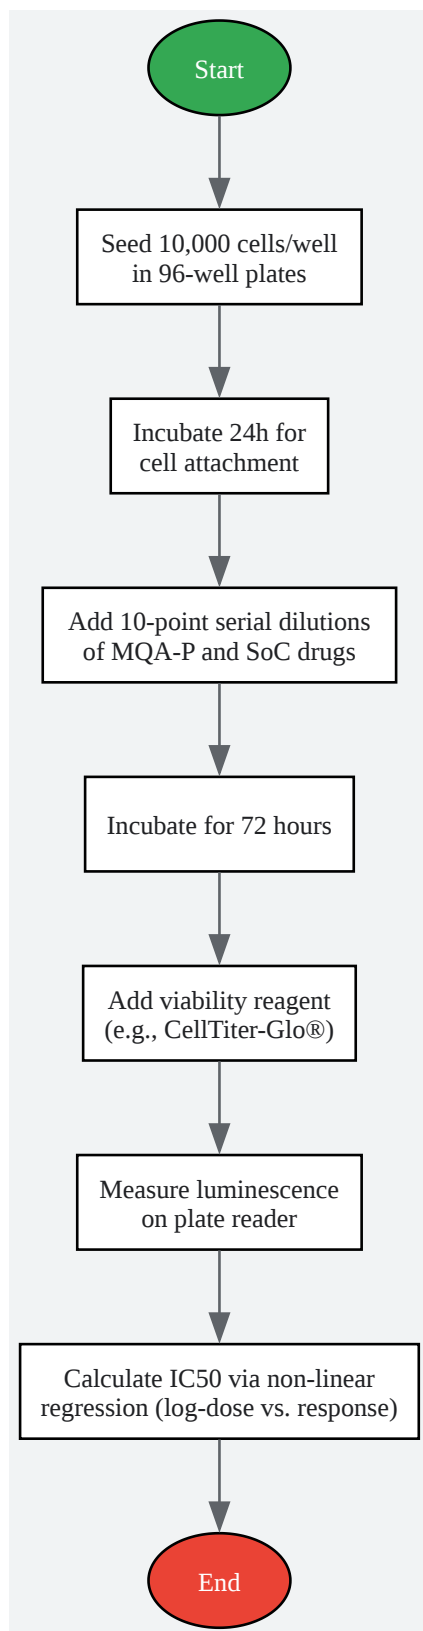 Start
Seed 10,000 cells/well
in 96-well plates
Incubate 24h for
cell attachment
Add 10-point serial dilutions
of MQA-P and SoC drugs
Incubate for 72 hours
Add viability reagent
(e.g., CellTiter-Glo®)
Measure luminescence
on plate reader
Calculate IC50 via non-linear
regression (log-dose vs. response)
End